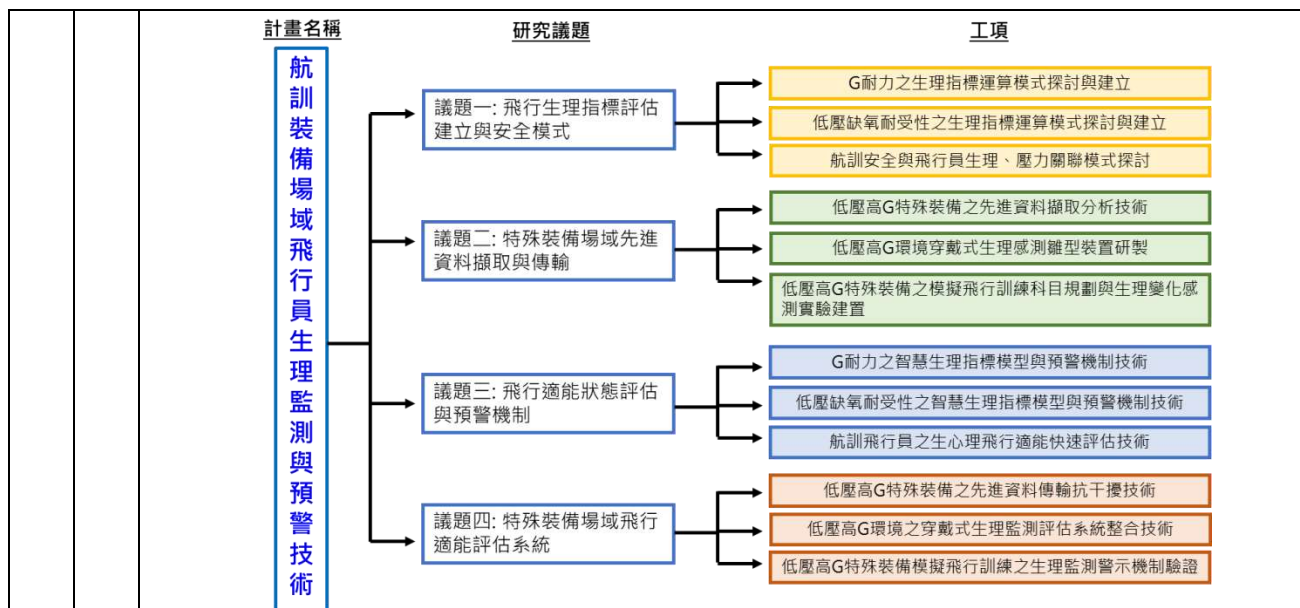 計畫名稱
研究議題
工項
航訓裝備場域飛行員生理監測與預警技術
議題一: 飛行生理指標評估
建立與安全模式
G耐力之生理指標運算模式探討與建立
低壓缺氧耐受性之生理指標運算模式探討與建立
航訓安全與飛行員生理、壓力關聯模式探討
議題二: 特殊裝備場域先進
資料擷取與傳輸
低壓高G特殊裝備之先進資料擷取分析技術
低壓高G環境穿戴式生理感測雛型裝置研製
低壓高G特殊裝備之模擬飛行訓練科目規劃與生理變化感
測實驗建置
議題三: 飛行適能狀態評估
與預警機制
G耐力之智慧生理指標模型與預警機制技術
低壓缺氧耐受性之智慧生理指標模型與預警機制技術
航訓飛行員之生心理飛行適能快速評估技術
議題四: 特殊裝備場域飛行
適能評估系統
低壓高G特殊裝備之先進資料傳輸抗干擾技術
低壓高G環境之穿戴式生理監測評估系統整合技術
低壓高G特殊裝備模擬飛行訓練之生理監測警示機制驗證